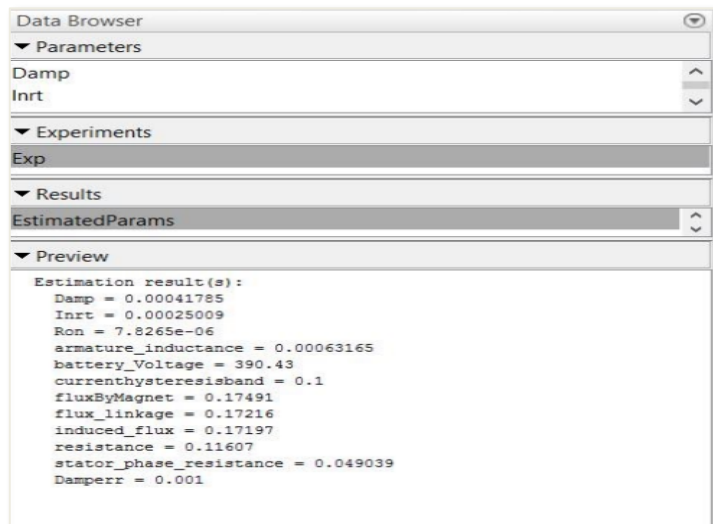 Data Browser
Parameters
Damp
Inrt
Experiments
Exp
Results
EstimatedParams
Preview
Estimation result(s):
Damp = 0.00041785
Inrt = 0.00025009
Ron = 7.8265e-06
armature_inductance = 0.00063165
battery_Voltage = 390.43
currenthysteresisband = 0.1
fluxByMagnet = 0.17491
flux_linkage = 0.17216
induced_flux = 0.17197
resistance = 0.11607
stator_phase_resistance = 0.049039
Damperr = 0.001